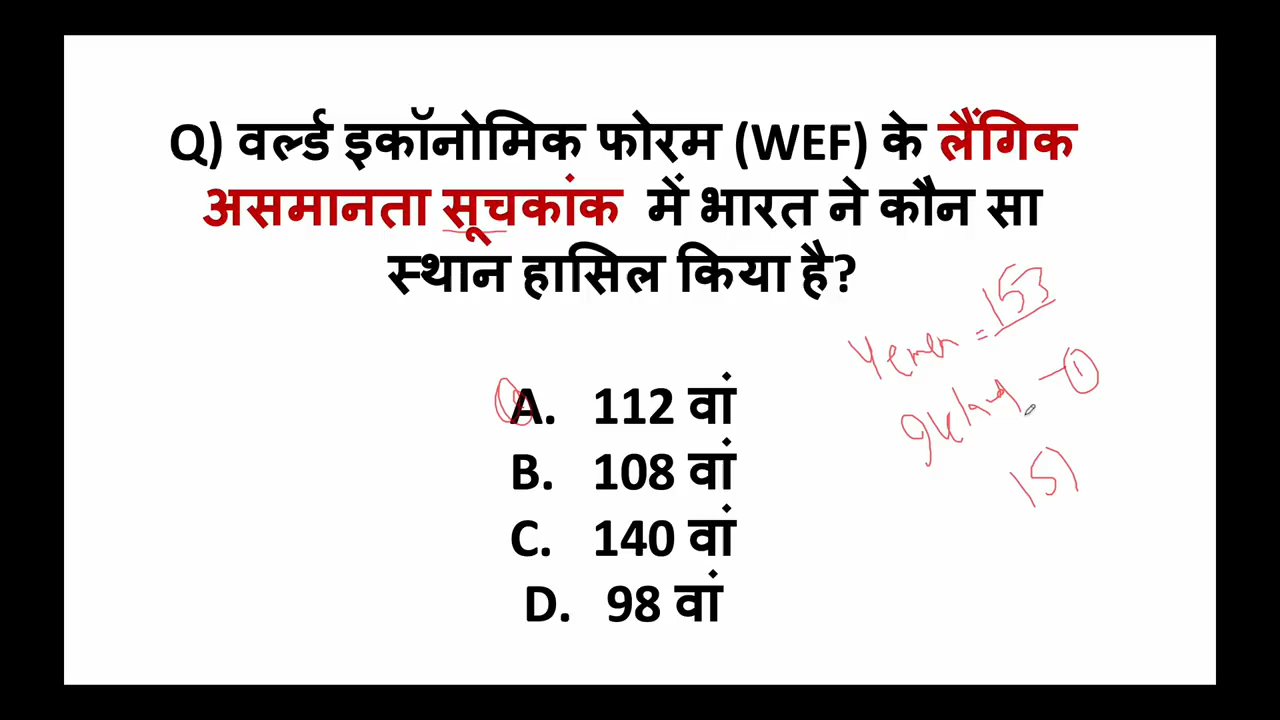 Q) वर्ल्ड इकॉनोमिक फोरम (WEF) के लैंगिक
असमानता सूचकांक में भारत ने कौन सा
स्थान हासिल किया है?
Yemen = 153
A. 112 वां
B. 108 वां
151
C. 140 वां
D. 98 वां